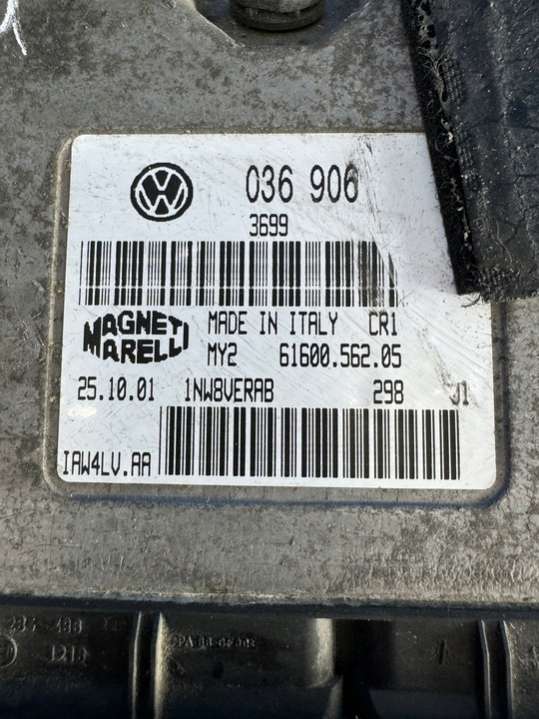 036 906
3699
MAGNETI MARELLI
MADE IN ITALY CR1
MY2 61600.562.05
25.10.01 1NW8VERAB 298 J1
IAW4LV.AA